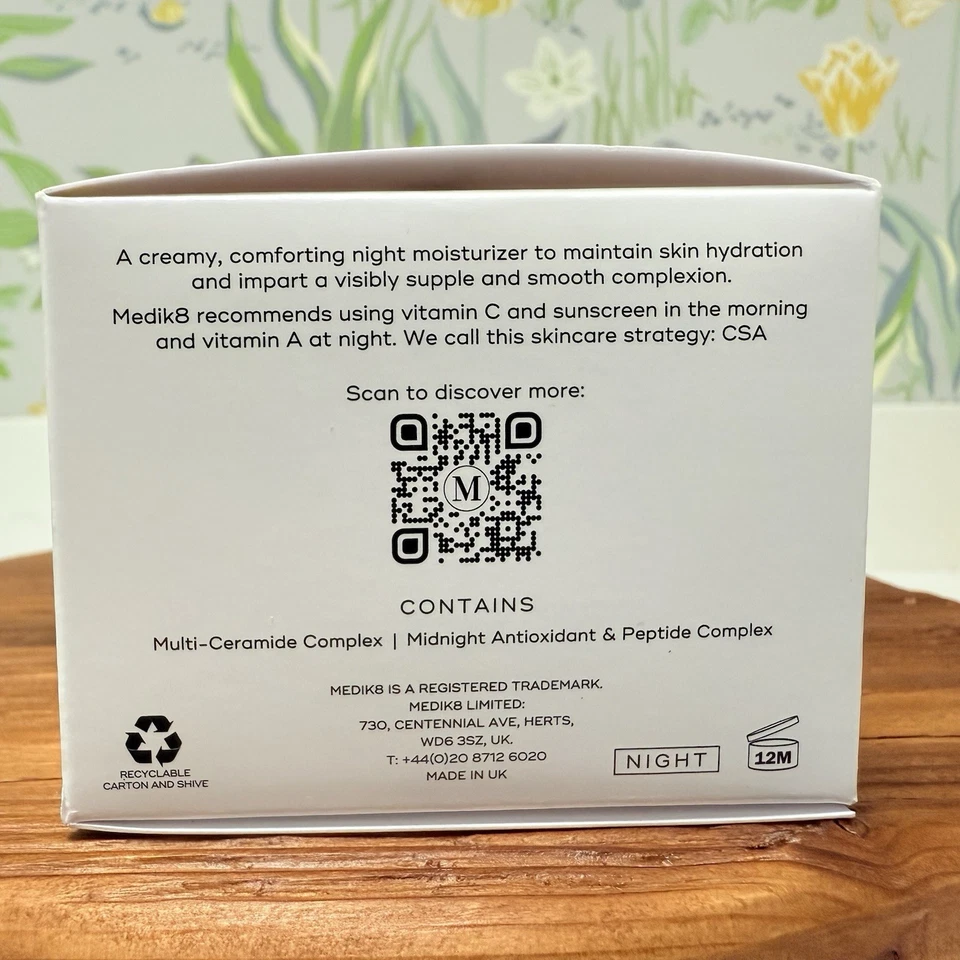 A creamy, comforting night moisturizer to maintain skin hydration
and impart a visibly supple and smooth complexion.
Medik8 recommends using vitamin C and sunscreen in the morning
and vitamin A at night. We call this skincare strategy: CSA
Scan to discover more:
M
CONTAINS
Multi-Ceramide Complex | Midnight Antioxidant & Peptide Complex
MEDIK8 IS A REGISTERED TRADEMARK.
MEDIK8 LIMITED:
730, CENTENNIAL AVE, HERTS,
WD6 3SZ, UK.
T: +44(0)20 8712 6020
MADE IN UK
RECYCLABLE
CARTON AND SHIVE
NIGHT
12M